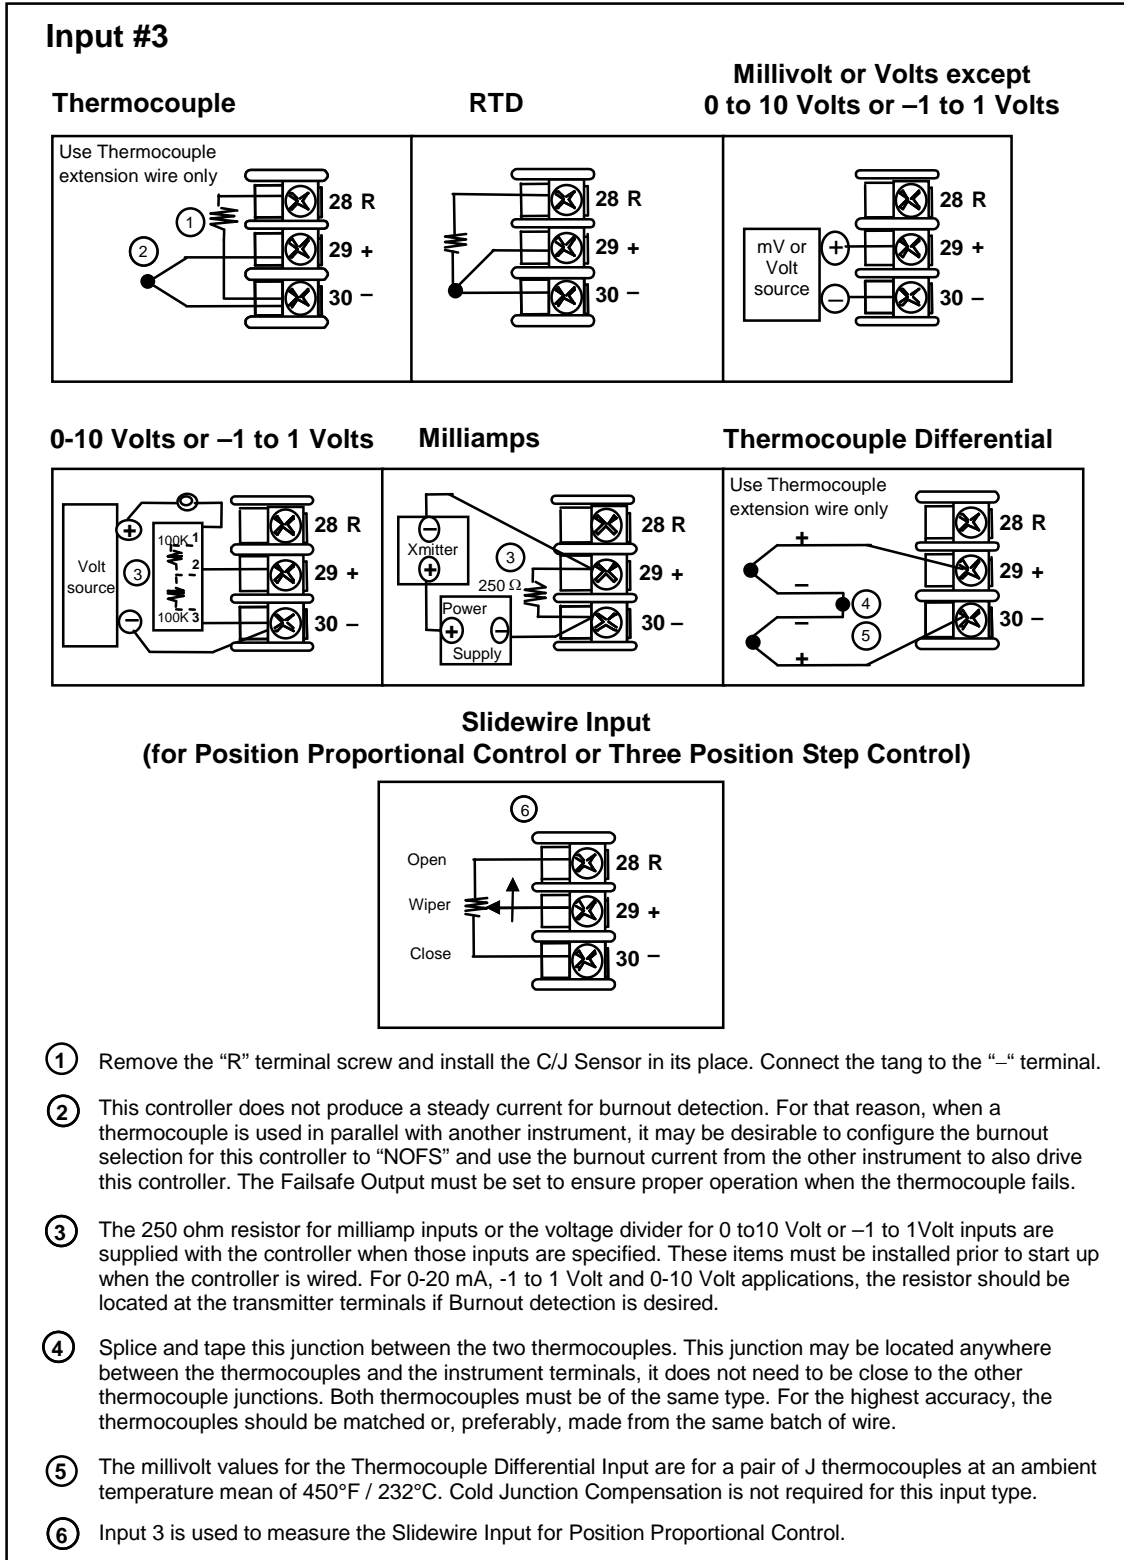 Input #3
Thermocouple
RTD
Millivolt or Volts except
0 to 10 Volts or –1 to 1 Volts
Use Thermocouple
extension wire only
1
2
28 R
29 +
30 –
28 R
29 +
30 –
mV or
Volt
source
+
–
28 R
29 +
30 –
0-10 Volts or –1 to 1 Volts
Milliamps
Thermocouple Differential
Volt
source
+
–
3
100K 1
2
100K 3
28 R
29 +
30 –
–
Xmitter
+
3
250 Ω
Power
+ –
Supply
28 R
29 +
30 –
Use Thermocouple
extension wire only
+
–
–
+
4
5
28 R
29 +
30 –
Slidewire Input
(for Position Proportional Control or Three Position Step Control)
6
Open
Wiper
Close
28 R
29 +
30 –
1 Remove the “R” terminal screw and install the C/J Sensor in its place. Connect the tang to the “–“ terminal.
2 This controller does not produce a steady current for burnout detection. For that reason, when a
thermocouple is used in parallel with another instrument, it may be desirable to configure the burnout
selection for this controller to “NOFS” and use the burnout current from the other instrument to also drive
this controller. The Failsafe Output must be set to ensure proper operation when the thermocouple fails.
3 The 250 ohm resistor for milliamp inputs or the voltage divider for 0 to10 Volt or –1 to 1Volt inputs are
supplied with the controller when those inputs are specified. These items must be installed prior to start up
when the controller is wired. For 0-20 mA, -1 to 1 Volt and 0-10 Volt applications, the resistor should be
located at the transmitter terminals if Burnout detection is desired.
4 Splice and tape this junction between the two thermocouples. This junction may be located anywhere
between the thermocouples and the instrument terminals, it does not need to be close to the other
thermocouple junctions. Both thermocouples must be of the same type. For the highest accuracy, the
thermocouples should be matched or, preferably, made from the same batch of wire.
5 The millivolt values for the Thermocouple Differential Input are for a pair of J thermocouples at an ambient
temperature mean of 450°F / 232°C. Cold Junction Compensation is not required for this input type.
6 Input 3 is used to measure the Slidewire Input for Position Proportional Control.